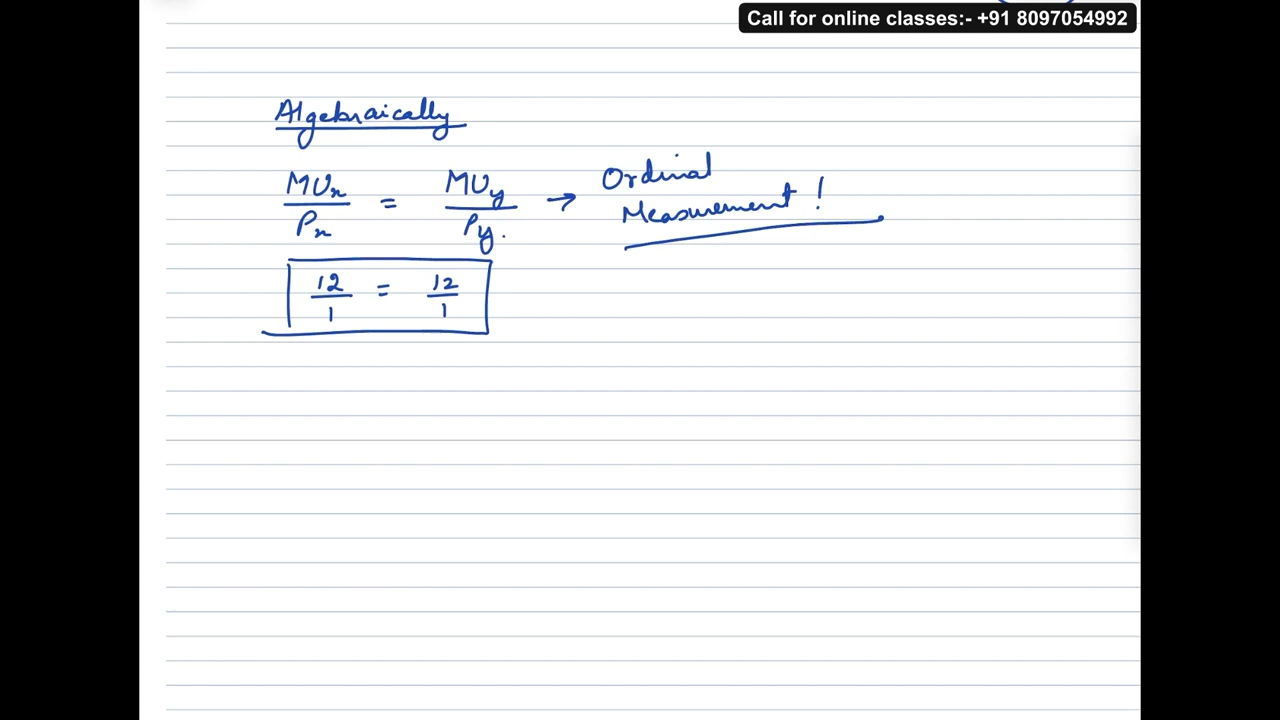 Call for online classes:- +91 8097054992
Algebraically
MUx/Px = MUy/Py. → Ordinal
Measurement !
12/1 = 12/1